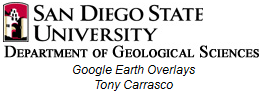 SAN DIEGO STATE
UNIVERSITY
DEPARTMENT OF GEOLOGICAL SCIENCES
Google Earth Overlays
Tony Carrasco